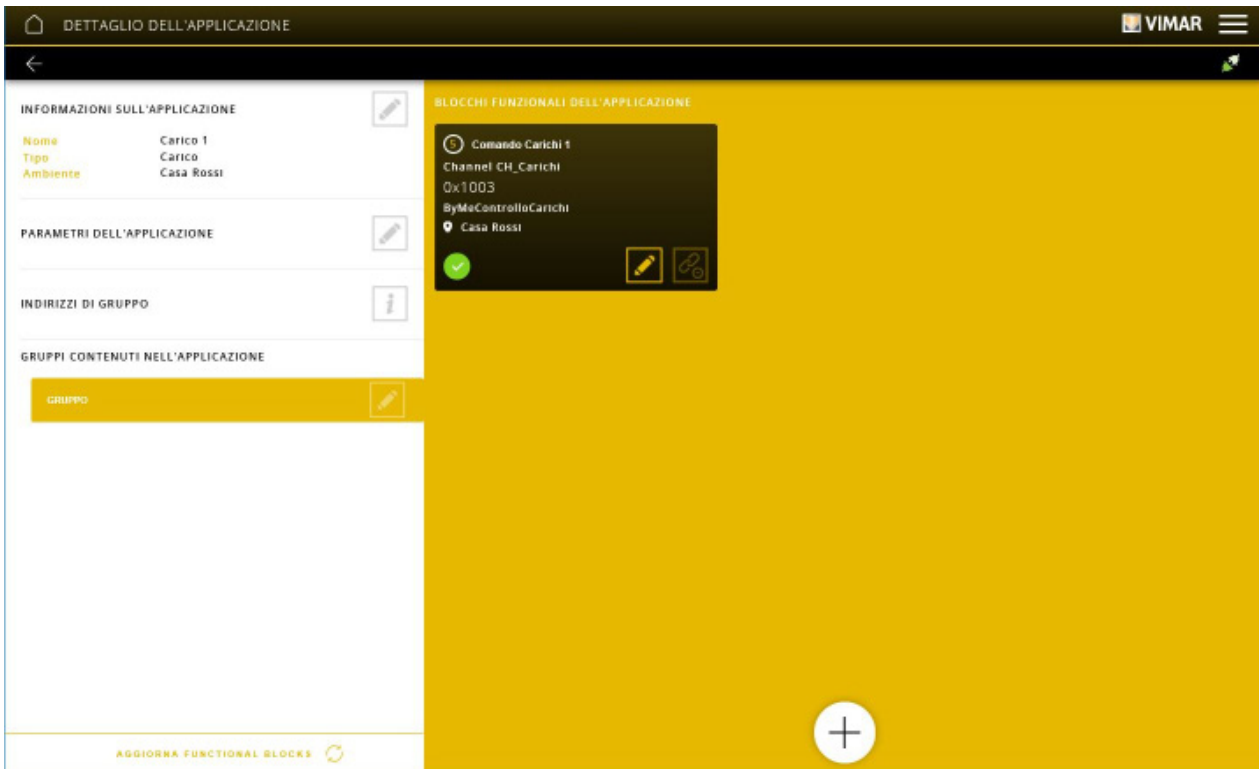 DETTAGLIO DELL'APPLICAZIONE
VIMAR
INFORMAZIONI SULL'APPLICAZIONE
Nome Carico 1
Tipo Carico
Ambiente Casa Rossi
PARAMETRI DELL'APPLICAZIONE
INDIRIZZI DI GRUPPO
i
GRUPPI CONTENUTI NELL'APPLICAZIONE
GRUPPO
AGGIORNA FUNCTIONAL BLOCKS
BLOCCHI FUNZIONALI DELL'APPLICAZIONE
5 Comando Carichi 1
Channel CH_Carichi
0x1003
ByMeControlloCarichi
Casa Rossi